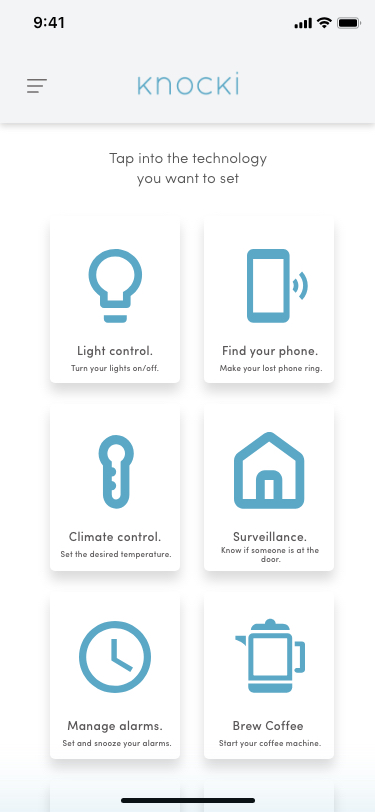 9:41
knocki
Tap into the technology
you want to set
Light control.
Turn your lights on/off.
Find your phone.
Make your lost phone ring.
Climate control.
Set the desired temperature.
Surveillance.
Know if someone is at the
door.
Manage alarms.
Set and snooze your alarms.
Brew Coffee
Start your coffee machine.